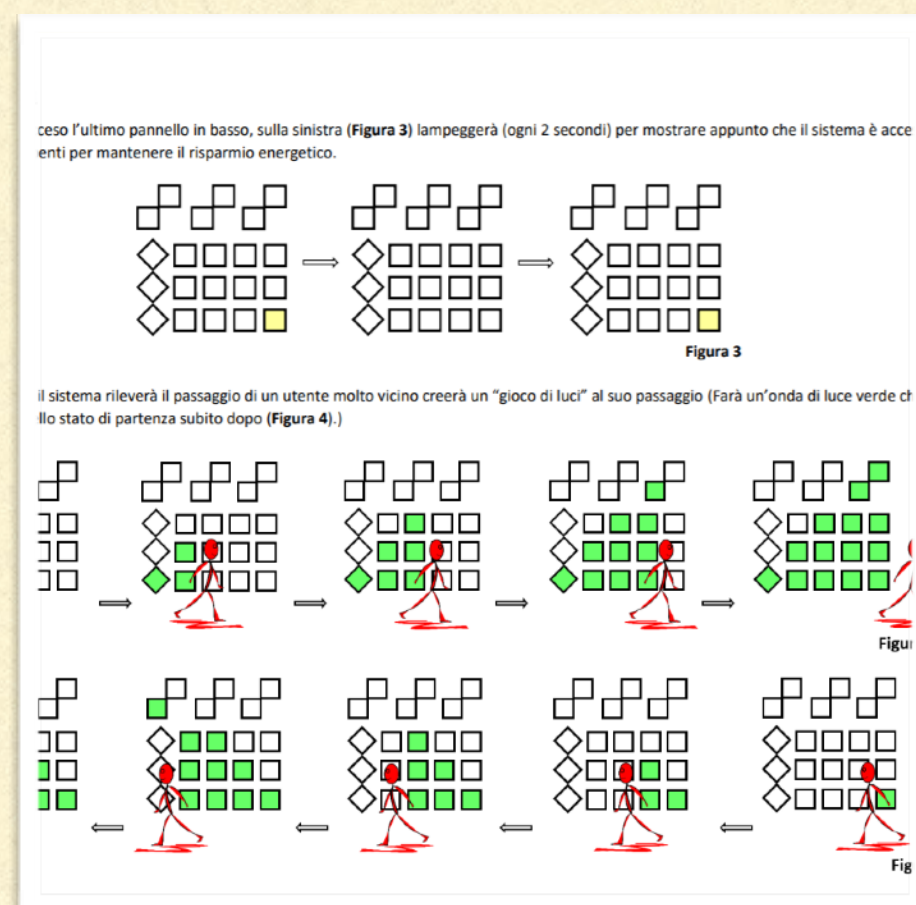 ceso l'ultimo pannello in basso, sulla sinistra (Figura 3) lampeggerà (ogni 2 secondi) per mostrare appunto che il sistema è acce
enti per mantenere il risparmio energetico.
Figura 3
il sistema rileverà il passaggio di un utente molto vicino creerà un “gioco di luci” al suo passaggio (Farà un'onda di luce verde ch
llo stato di partenza subito dopo (Figura 4).)
Figur
Fig